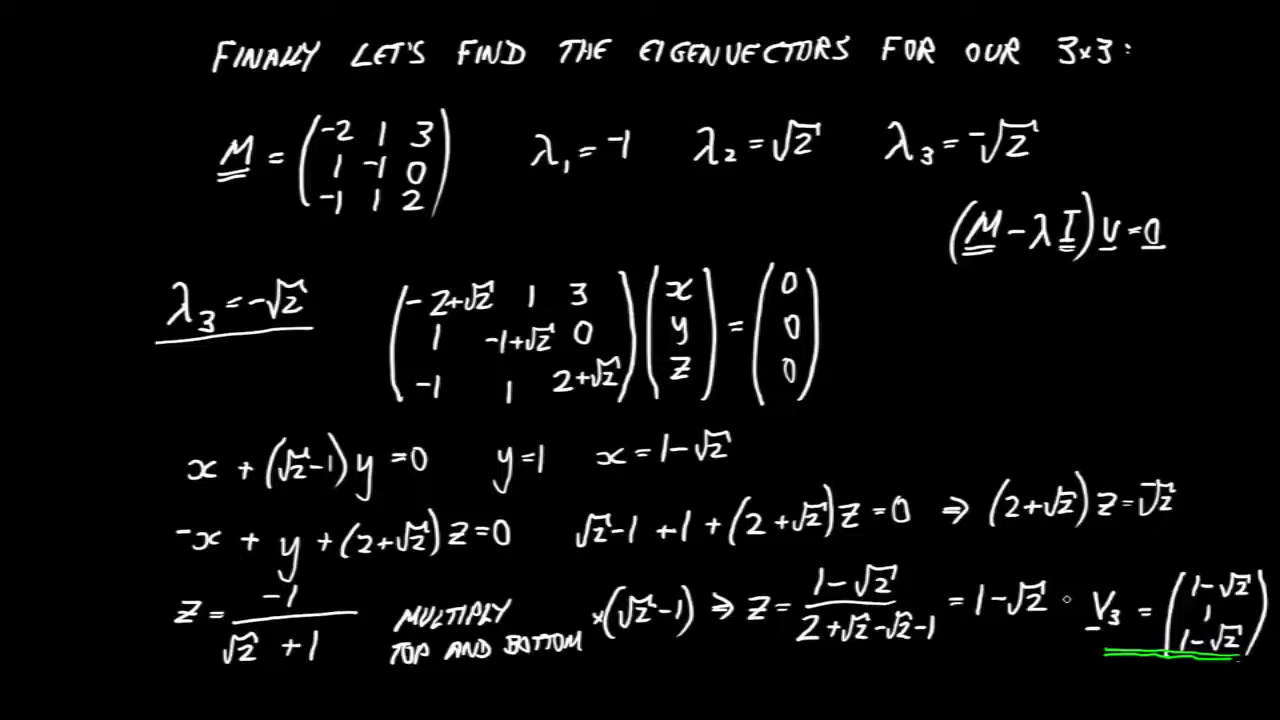 FINALLY LET'S FIND THE EIGENVECTORS FOR OUR 3×3:
M = (-2 1 3
1 -1 0
-1 1 2) λ₁ = -1 λ₂ = √2 λ₃ = -√2
(M - λI)v = 0
λ₃ = -√2
(-2+√2 1 3) (x) = (0)
(1 -1+√2 0) (y) (0)
(-1 1 2+√2) (z) (0)
x + (√2-1)y = 0 y = 1 x = 1-√2
-x + y + (2+√2)z = 0 √2-1 + 1 + (2+√2)z = 0 ⇒ (2+√2)z = -√2
z = -1/(√2+1) MULTIPLY TOP AND BOTTOM ×(√2-1) ⇒ z = (1-√2)/(2+√2-√2-1) = 1-√2
V₃ = (1-√2
1
1-√2)